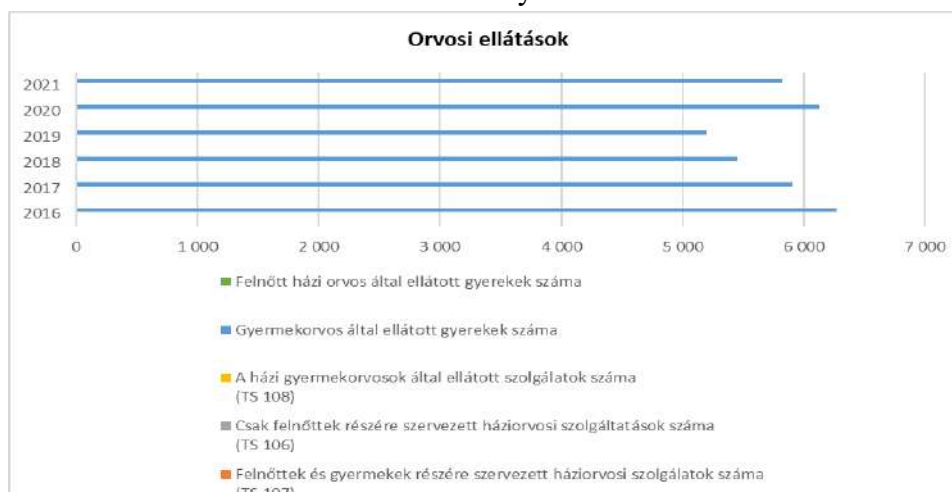 Orvosi ellátások
2021
2020
2019
2018
2017
2016
0 1 000 2 000 3 000 4 000 5 000 6 000 7 000
Felnőtt házi orvos által ellátott gyerekek száma
Gyermekorvos által ellátott gyerekek száma
A házi gyermekorvosok által ellátott szolgálatok száma
(TS 108)
Csak felnőttek részére szervezett háziorvosi szolgáltatások száma
(TS 106)
Felnőttek és gyermekek részére szervezett háziorvosi szolgálatok száma